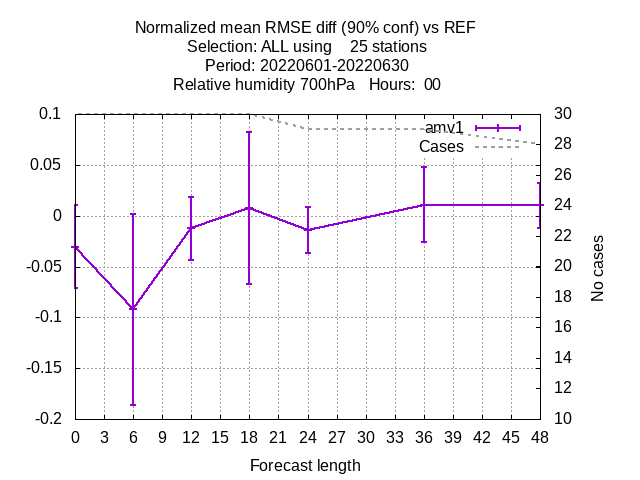 Normalized mean RMSE diff (90% conf) vs REF
Selection: ALL using    25 stations
Period: 20220601-20220630
Relative humidity 700hPa   Hours:  00
0.1
0.05
0
-0.05
-0.1
-0.15
-0.2
amv1
Cases
30
28
26
24
22
20
18
16
14
12
10
No cases
0 3 6 9 12 15 18 21 24 27 30 33 36 39 42 45 48
Forecast length